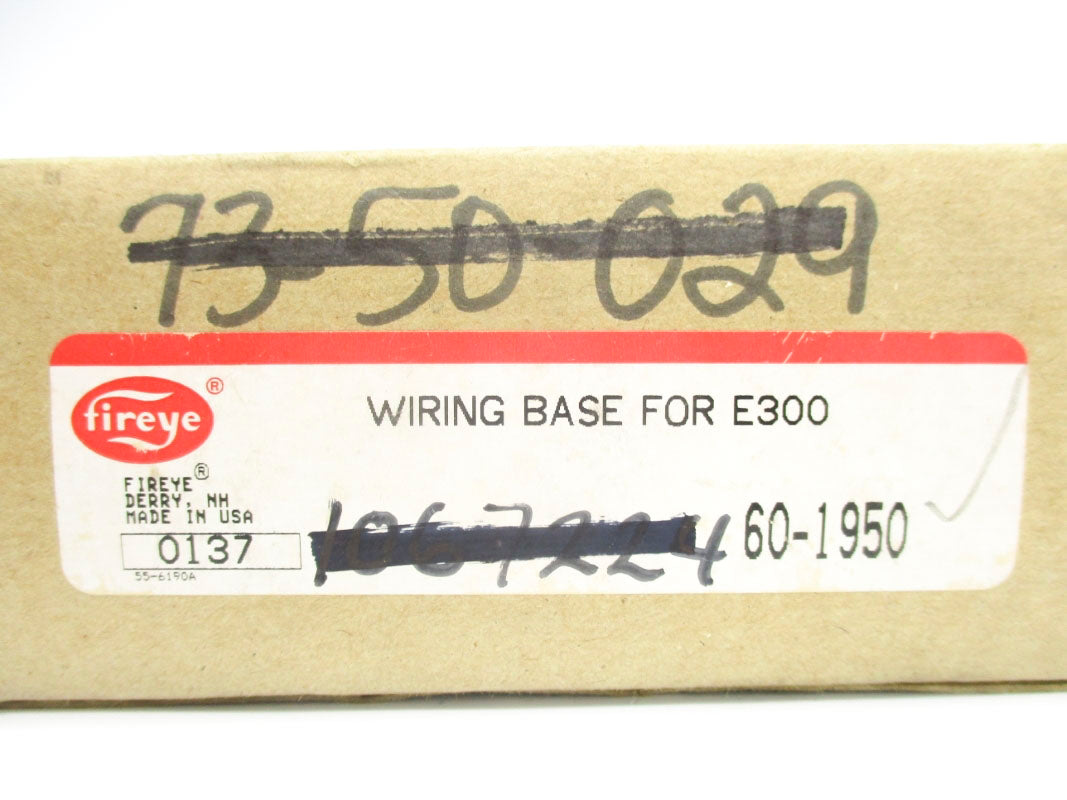 73-50-029
fireye®
WIRING BASE FOR E300
FIREYE®
DERRY, NH
MADE IN USA
0137
1067224
60-1950
55-6190A